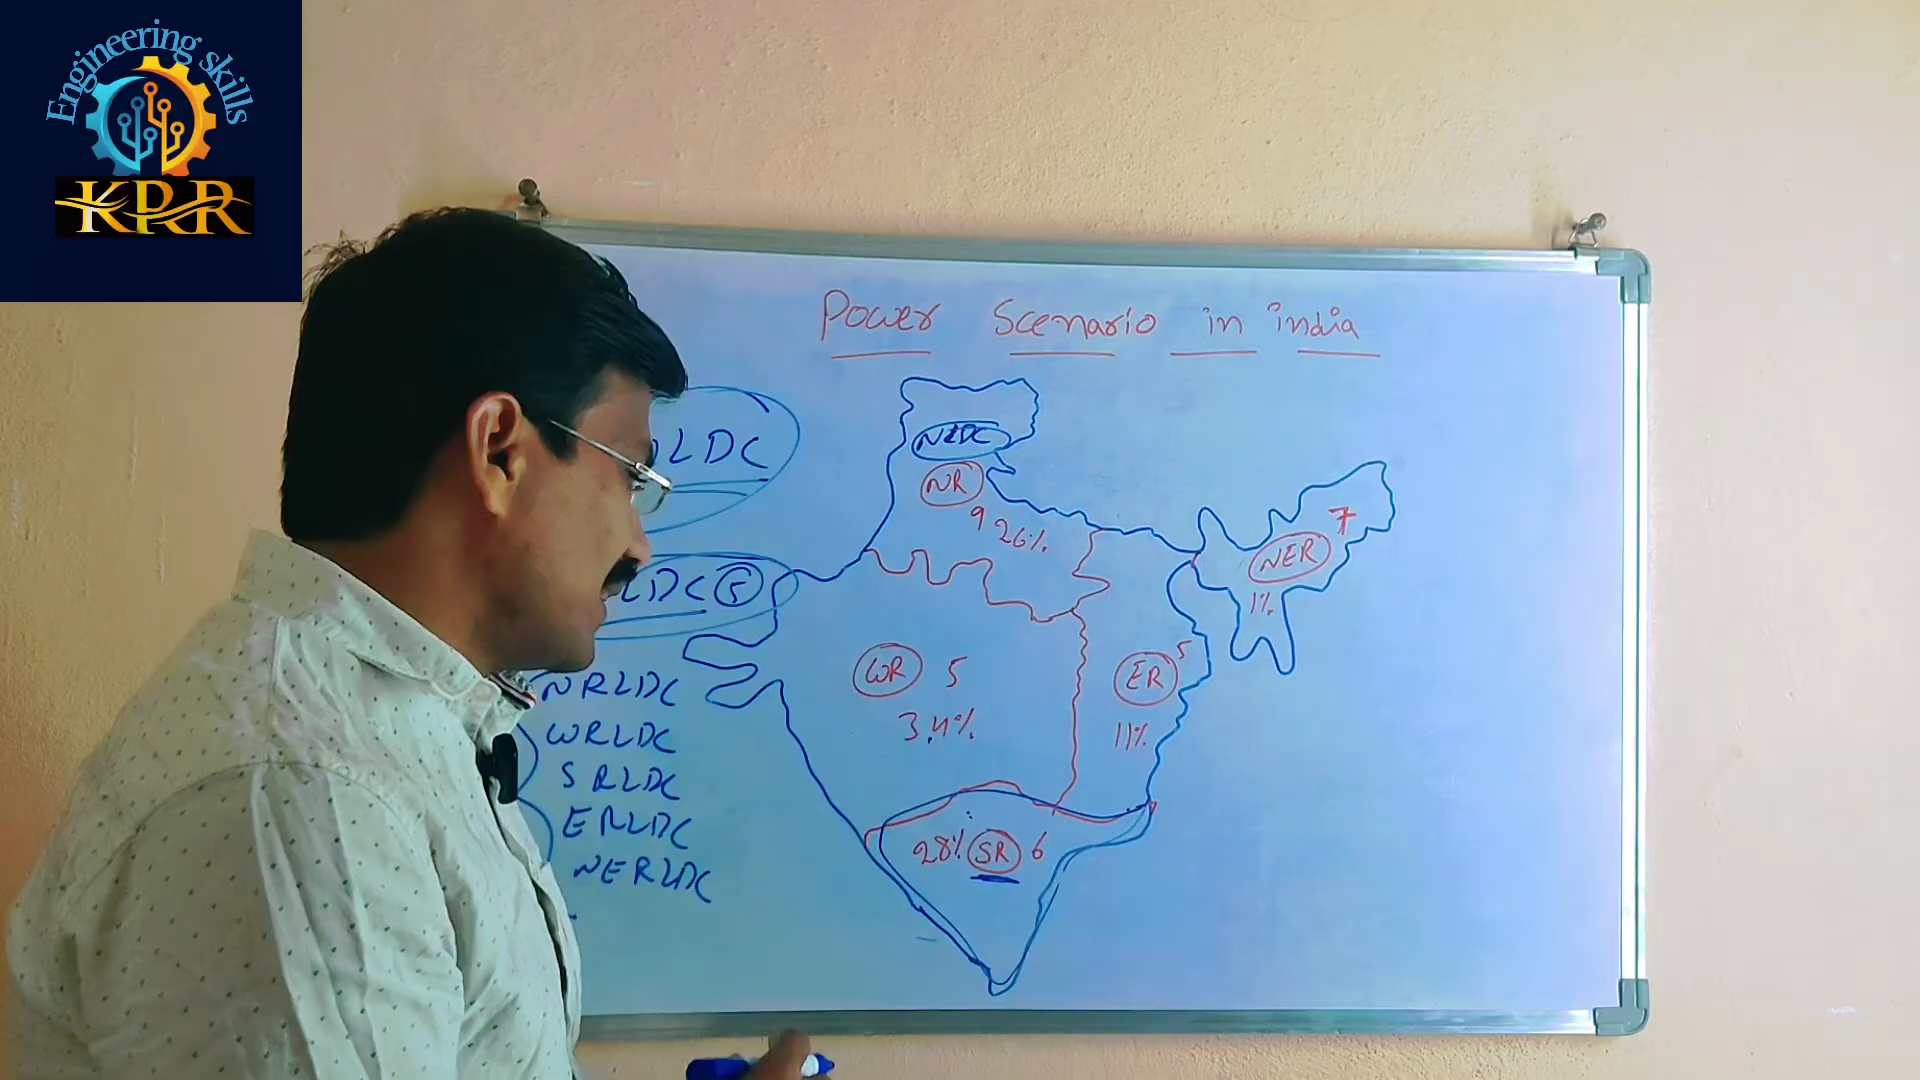 Engineering skills
KRR
Power Scenario in india
LDC
NLDC
NR
9 26%
7
NER
1%
LDC 5
WR 5
3.4%
ER 5
11%
NRLDC
WRLDC
SRLDC
ERLDC
NERLDC
28% SR 6